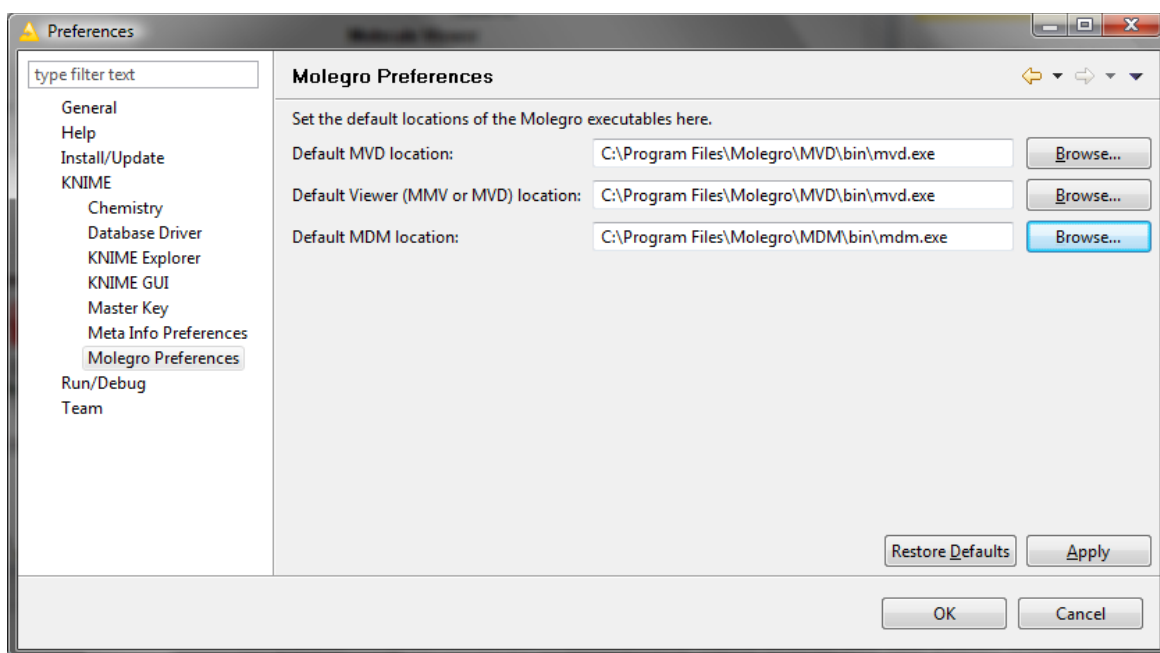 Preferences
type filter text
General
Help
Install/Update
KNIME
Chemistry
Database Driver
KNIME Explorer
KNIME GUI
Master Key
Meta Info Preferences
Molegro Preferences
Run/Debug
Team
Molegro Preferences
Set the default locations of the Molegro executables here.
Default MVD location: C:\Program Files\Molegro\MVD\bin\mvd.exe Browse...
Default Viewer (MMV or MVD) location: C:\Program Files\Molegro\MVD\bin\mvd.exe Browse...
Default MDM location: C:\Program Files\Molegro\MDM\bin\mdm.exe Browse...
Restore Defaults Apply
OK Cancel